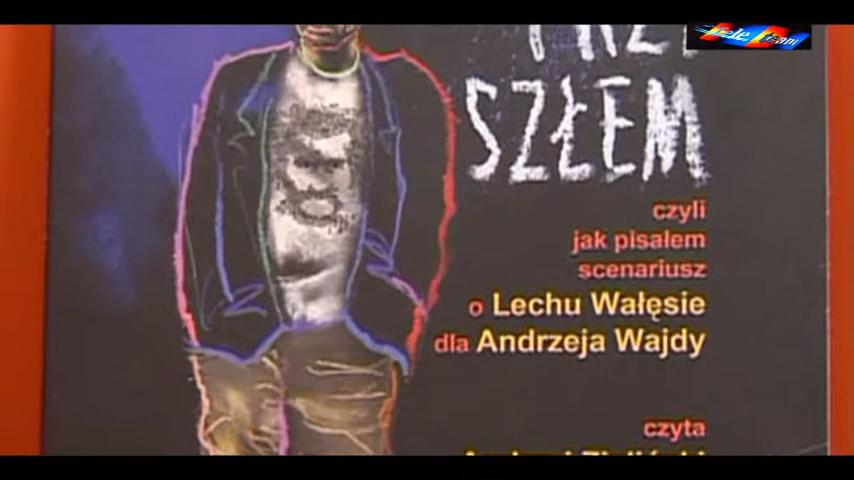 SZŁEM
czyli
jak pisałem
scenariusz
o Lechu Wałęsie
dla Andrzeja Wajdy
czyta